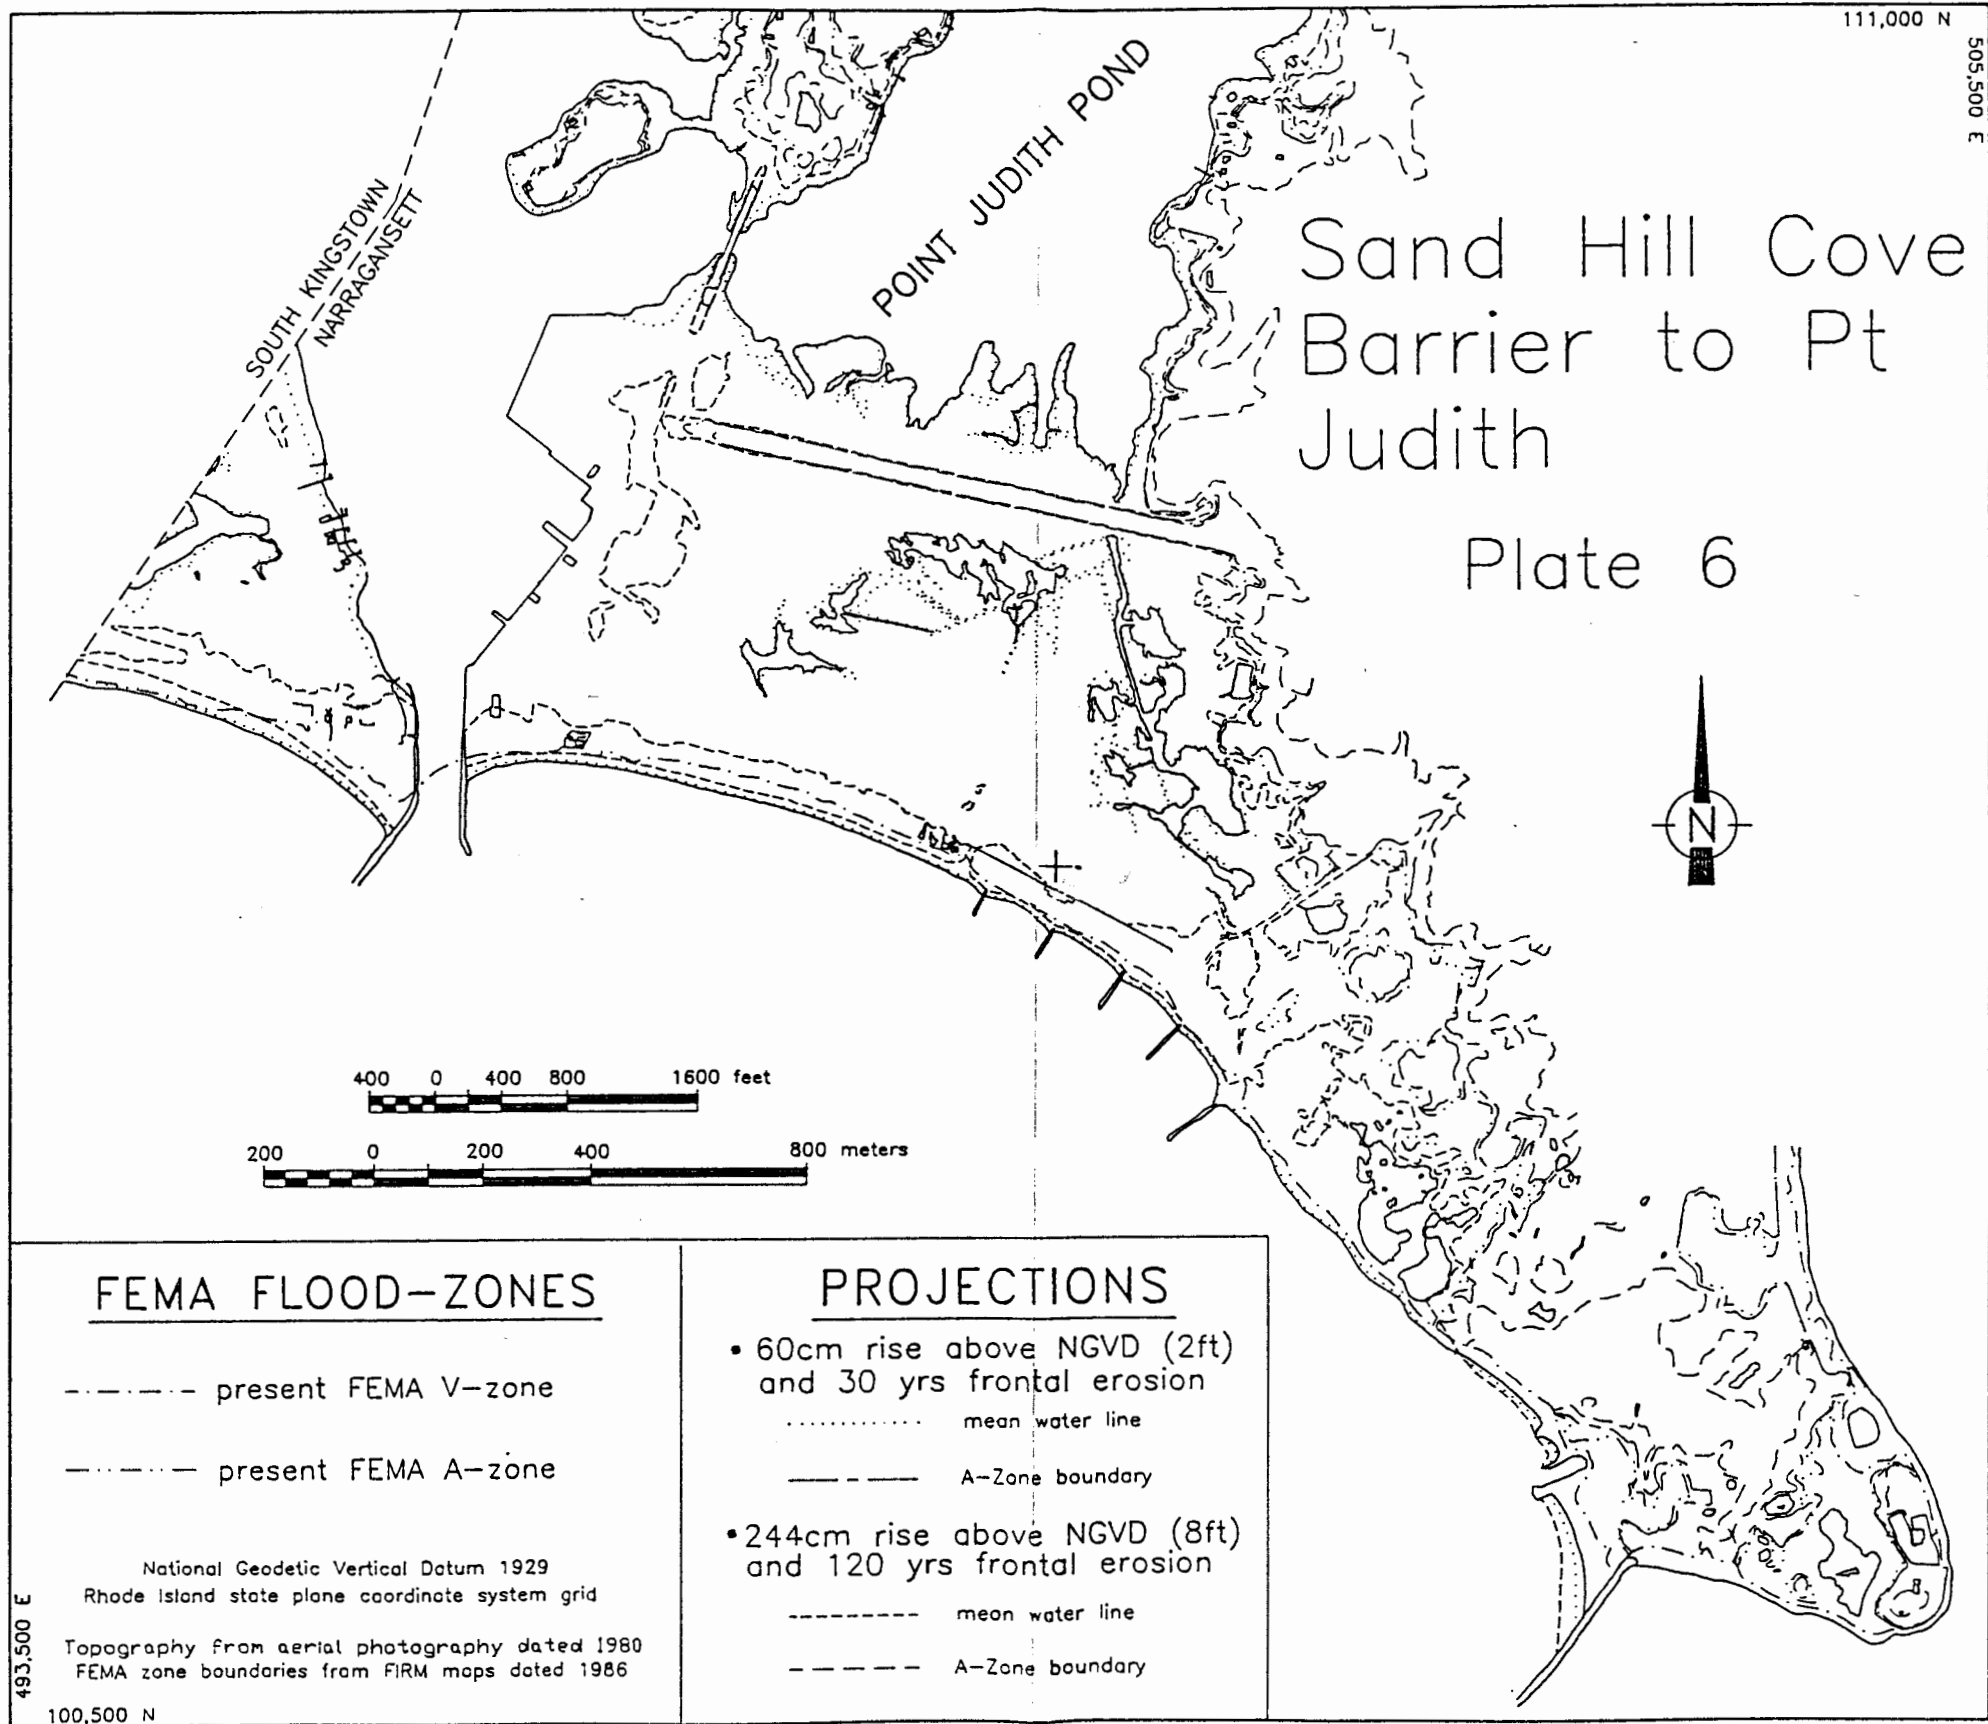 111,000 N
505,500 E
SOUTH KINGSTOWN
NARRAGANSETT
POINT JUDITH POND
Sand Hill Cove
Barrier to Pt
Judith
Plate 6
N
400 0 400 800 1600 feet
200 0 200 400 800 meters
FEMA FLOOD-ZONES
present FEMA V-zone
present FEMA A-zone
National Geodetic Vertical Datum 1929
Rhode Island state plane coordinate system grid
Topography from aerial photography dated 1980
FEMA zone boundaries from FIRM maps dated 1986
PROJECTIONS
• 60cm rise above NGVD (2ft)
and 30 yrs frontal erosion
mean water line
A-Zone boundary
• 244cm rise above NGVD (8ft)
and 120 yrs frontal erosion
mean water line
A-Zone boundary
493,500 E
100,500 N